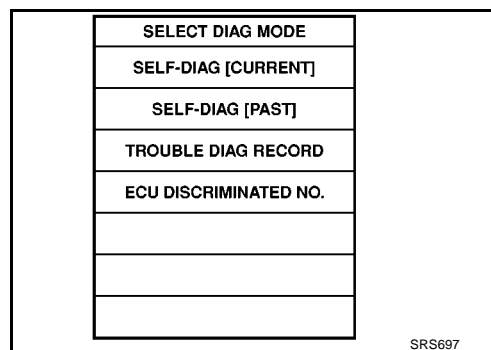 SELECT DIAG MODE
SELF-DIAG [CURRENT]
SELF-DIAG [PAST]
TROUBLE DIAG RECORD
ECU DISCRIMINATED NO.
SRS697